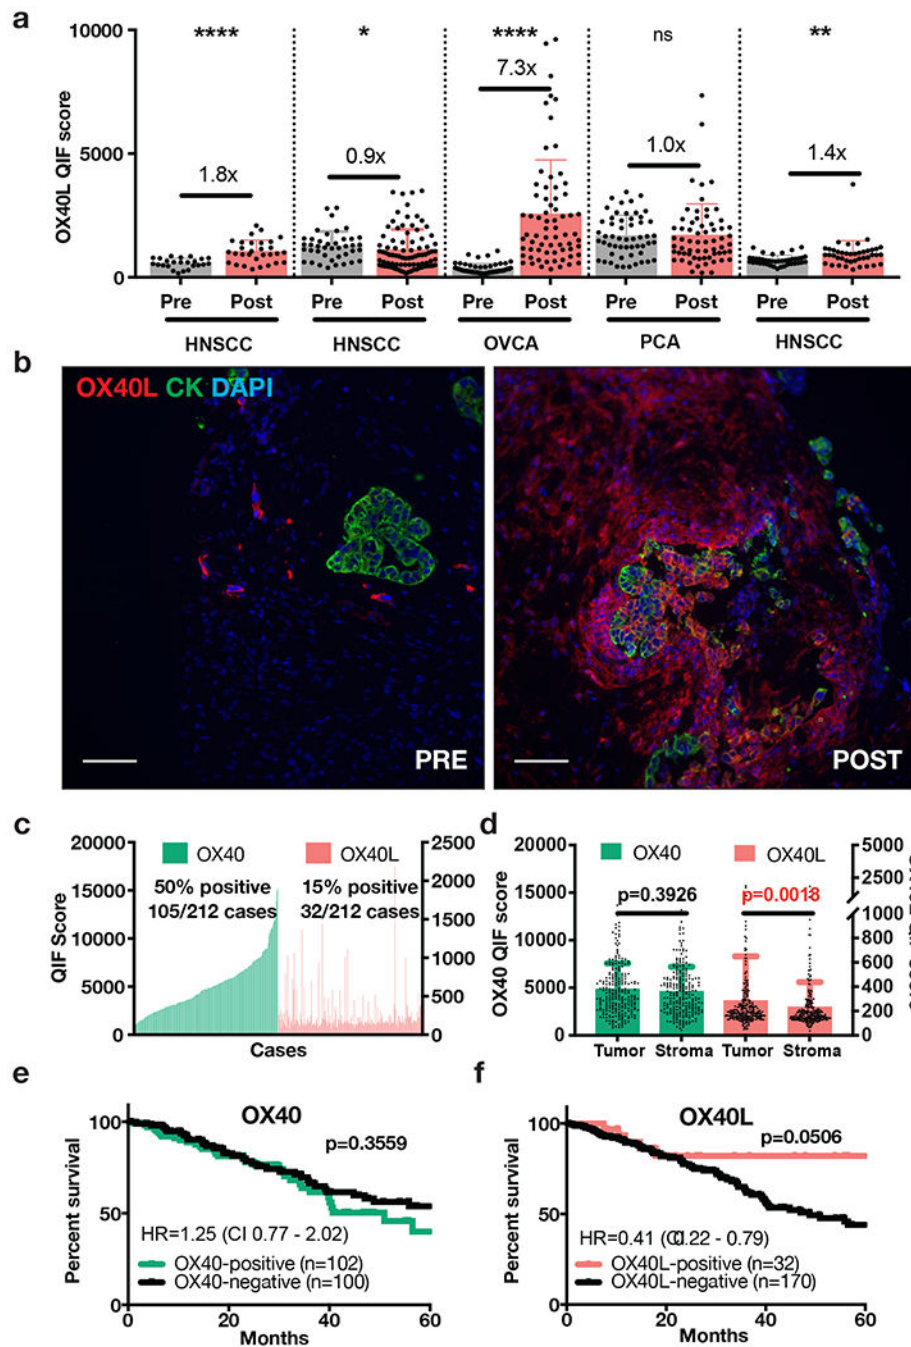 a
OX40L QIF score
10000
5000
0
****
*
****
ns
**
1.8x
0.9x
7.3x
1.0x
1.4x
Pre Post Pre Post Pre Post Pre Post Pre Post
HNSCC HNSCC OVCA PCA HNSCC
b
OX40L CK DAPI
PRE
POST
c
QIF Score
20000
15000
10000
5000
0
OX40
50% positive
105/212 cases
OX40L
15% positive
32/212 cases
2500
2000
1500
1000
500
0
Cases
d
OX40 QIF score
20000
15000
10000
5000
0
OX40
OX40L
p=0.3926
p=0.0018
5000
2500
1000
800
600
400
200
0
Tumor Stroma Tumor Stroma
e
OX40
Percent survival
100
50
0
p=0.3559
HR=1.25 (CI 0.77 - 2.02)
OX40-positive (n=102)
OX40-negative (n=100)
0 20 40 60
Months
f
OX40L
Percent survival
100
50
0
p=0.0506
HR=0.41 (CI 0.22 - 0.79)
OX40L-positive (n=32)
OX40L-negative (n=170)
0 20 40 60
Months